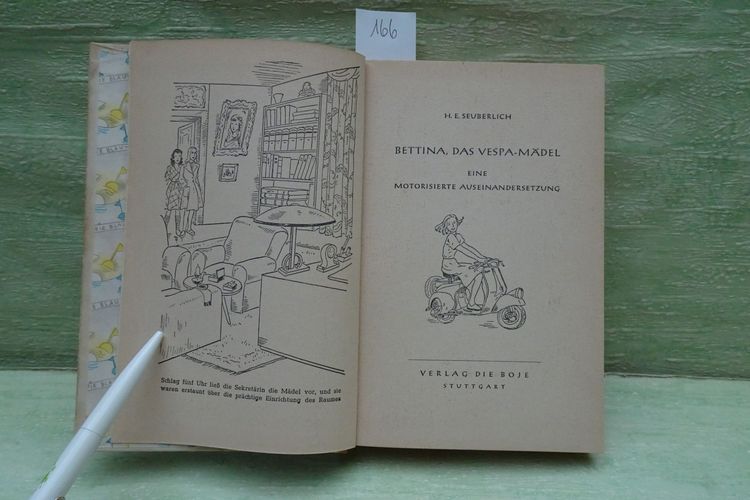 166
Schlag fünf Uhr ließ die Sekretärin die Mädel vor, und sie
waren erstaunt über die prächtige Einrichtung des Raumes
H. E. SEUBERLICH
BETTINA, DAS VESPA-MÄDEL
EINE
MOTORISIERTE AUSEINANDERSETZUNG
VERLAG DIE BOJE
STUTTGART